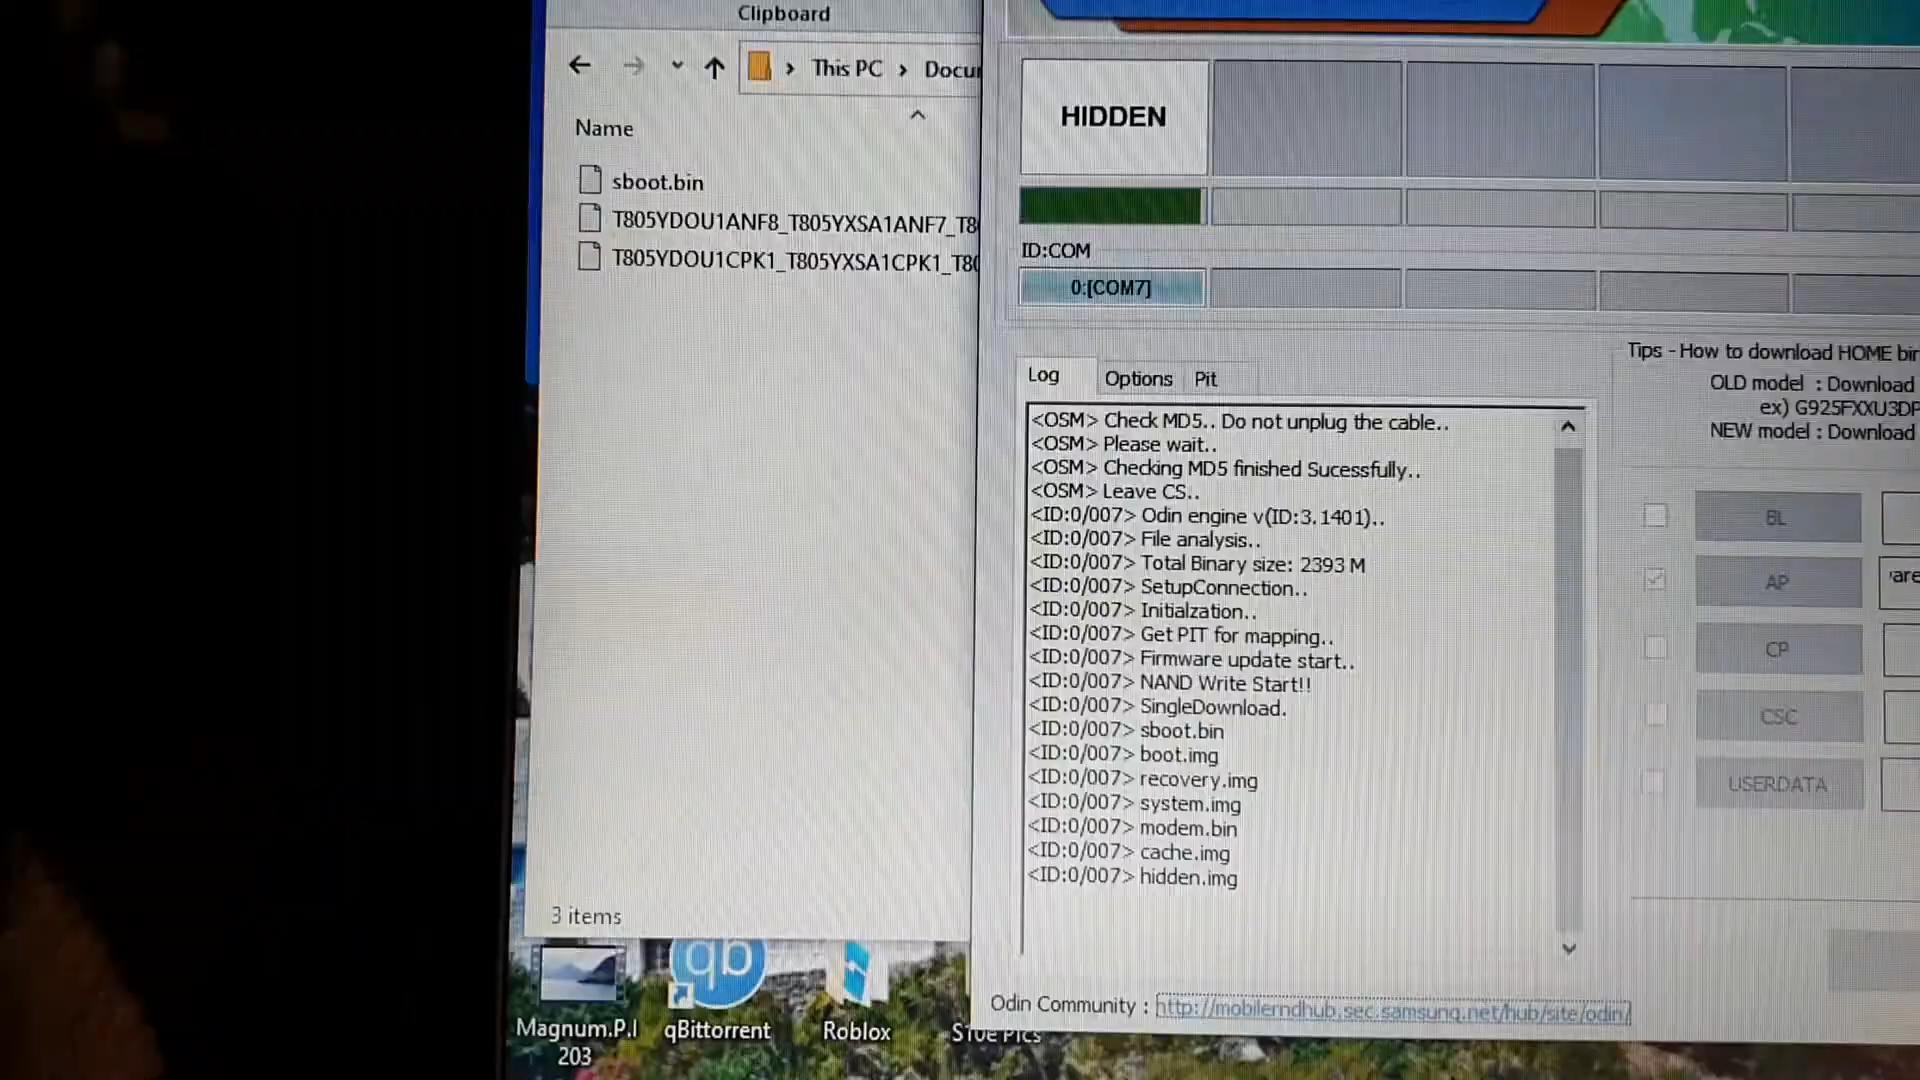 Clipboard
This PC > Docu
Name
sboot.bin
T805YDOU1ANF8_T805YXSA1ANF7_T8
T805YDOU1CPK1_T805YXSA1CPK1_T80
3 items
HIDDEN
ID:COM
0:[COM7]
Log
Options
Pit
<OSM> Check MD5.. Do not unplug the cable..
<OSM> Please wait..
<OSM> Checking MD5 finished Sucessfully..
<OSM> Leave CS..
<ID:0/007> Odin engine v(ID:3.1401)..
<ID:0/007> File analysis..
<ID:0/007> Total Binary size: 2393 M
<ID:0/007> SetupConnection..
<ID:0/007> Initialzation..
<ID:0/007> Get PIT for mapping..
<ID:0/007> Firmware update start..
<ID:0/007> NAND Write Start!!
<ID:0/007> SingleDownload.
<ID:0/007> sboot.bin
<ID:0/007> boot.img
<ID:0/007> recovery.img
<ID:0/007> system.img
<ID:0/007> modem.bin
<ID:0/007> cache.img
<ID:0/007> hidden.img
Tips - How to download HOME bin
OLD model : Download
ex) G925FXXU3DP
NEW model : Download
BL
AP
are
CP
CSC
USERDATA
Odin Community : http://mobilerndhub.sec.samsung.net/hub/site/odin/
qb
Magnum.P.I
203
qBittorrent
Roblox
S10e Pics